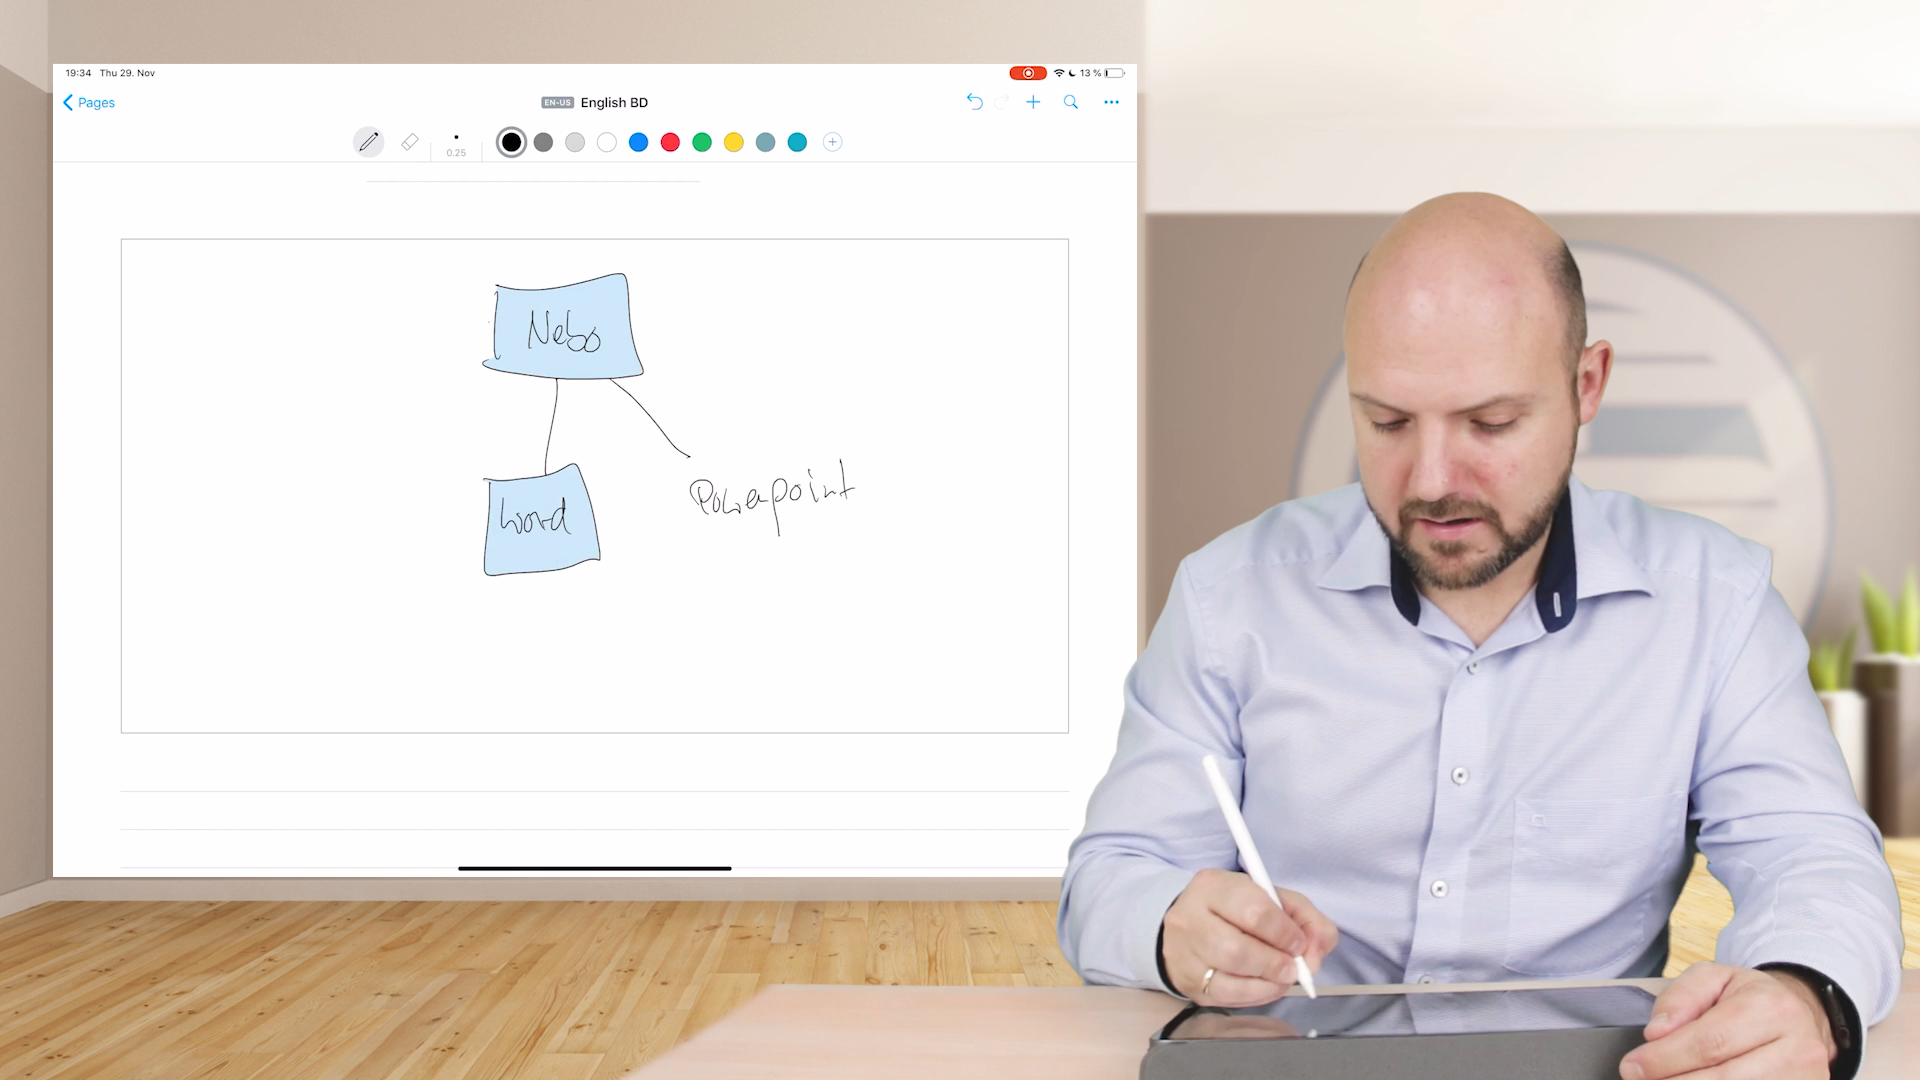 19:34 Thu 29. Nov
13 %
Pages
EN-US English BD
0.25
Nebo
Word
Powerpoint